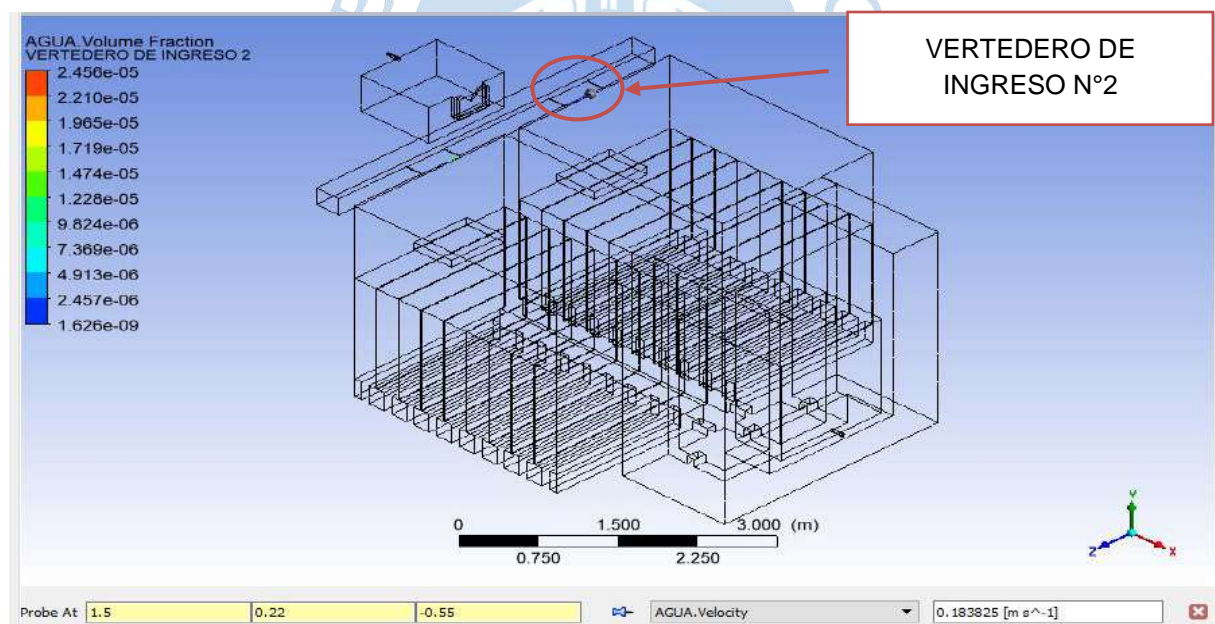 AGUA.Volume Fraction
VERTEDERO DE INGRESO 2
2.456e-05
2.210e-05
1.965e-05
1.719e-05
1.474e-05
1.228e-05
9.824e-06
7.369e-06
4.913e-06
2.457e-06
1.626e-09
VERTEDERO DE
INGRESO N°2
0 1.500 3.000 (m)
0.750 2.250
Y
Z X
Probe At 1.5 0.22 -0.55 AGUA.Velocity 0.183825 [m s^-1]